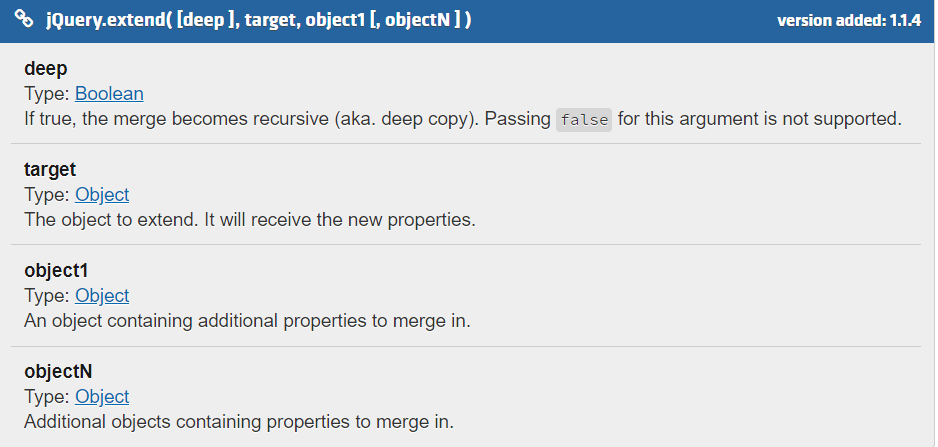 jQuery.extend( [deep ], target, object1 [, objectN ] )
version added: 1.1.4
deep
Type: Boolean
If true, the merge becomes recursive (aka. deep copy). Passing false for this argument is not supported.
target
Type: Object
The object to extend. It will receive the new properties.
object1
Type: Object
An object containing additional properties to merge in.
objectN
Type: Object
Additional objects containing properties to merge in.